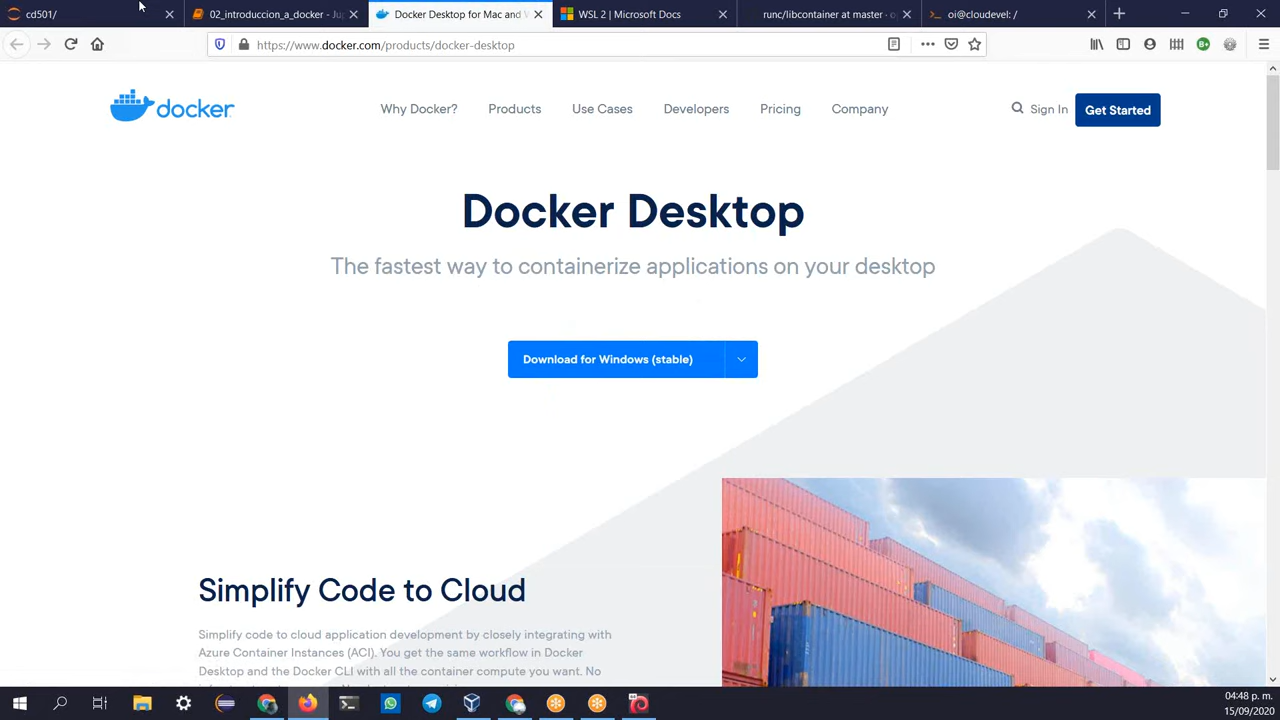 cd501/
02_introduccion_a_docker - Ju
Docker Desktop for Mac and W
WSL 2 | Microsoft Docs
runc/libcontainer at master · o
oi@cloudevel: /
https://www.docker.com/products/docker-desktop
docker
Why Docker?
Products
Use Cases
Developers
Pricing
Company
Sign In
Get Started
Docker Desktop
The fastest way to containerize applications on your desktop
Download for Windows (stable)
Simplify Code to Cloud
Simplify code to cloud application development by closely integrating with
Azure Container Instances (ACI). You get the same workflow in Docker
Desktop and the Docker CLI with all the container compute you want. No
04:48 p. m.
15/09/2020